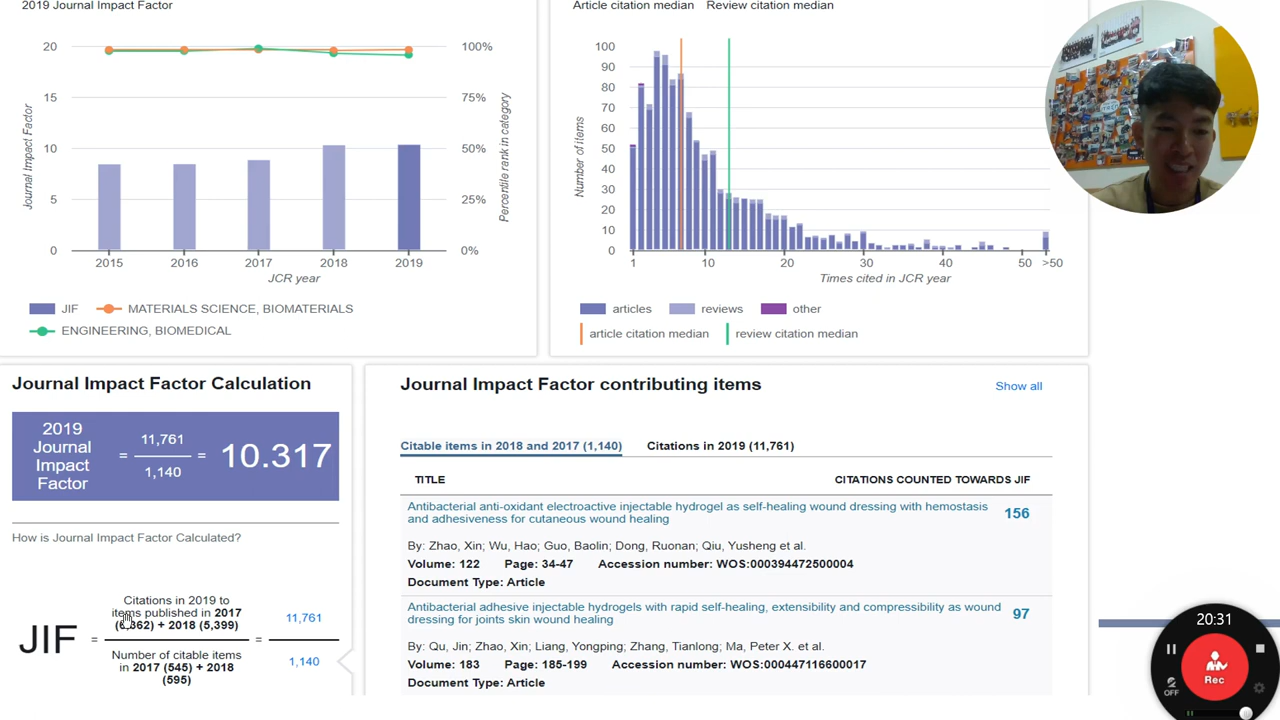 2019 Journal Impact Factor
20
15
10
5
0
Journal Impact Factor
100%
75%
50%
25%
0%
Percentile rank in category
2015 2016 2017 2018 2019
JCR year
JIF MATERIALS SCIENCE, BIOMATERIALS
ENGINEERING, BIOMEDICAL
Article citation median Review citation median
100
90
80
70
60
50
40
30
20
10
0
Number of items
1 10 20 30 40 50 >50
Times cited in JCR year
articles reviews other
article citation median review citation median
Journal Impact Factor Calculation
2019
Journal
Impact
Factor
=
11,761
1,140
=
10.317
How is Journal Impact Factor Calculated?
JIF
=
Citations in 2019 to
items published in 2017
(6,362) + 2018 (5,399)
Number of citable items
in 2017 (545) + 2018
(595)
=
11,761
1,140
Journal Impact Factor contributing items
Show all
Citable items in 2018 and 2017 (1,140) Citations in 2019 (11,761)
TITLE CITATIONS COUNTED TOWARDS JIF
Antibacterial anti-oxidant electroactive injectable hydrogel as self-healing wound dressing with hemostasis
and adhesiveness for cutaneous wound healing
156
By: Zhao, Xin; Wu, Hao; Guo, Baolin; Dong, Ruonan; Qiu, Yusheng et al.
Volume: 122 Page: 34-47 Accession number: WOS:000394472500004
Document Type: Article
Antibacterial adhesive injectable hydrogels with rapid self-healing, extensibility and compressibility as wound
dressing for joints skin wound healing
97
By: Qu, Jin; Zhao, Xin; Liang, Yongping; Zhang, Tianlong; Ma, Peter X. et al.
Volume: 183 Page: 185-199 Accession number: WOS:000447116600017
Document Type: Article
20:31
Rec
OFF